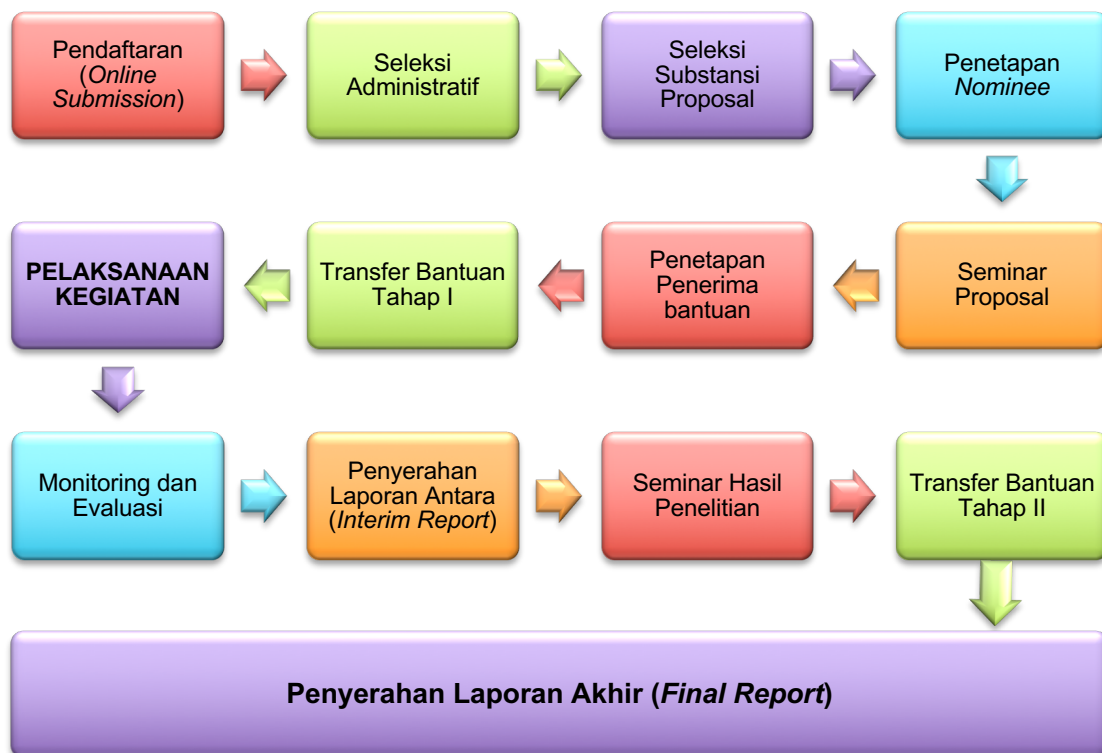 Pendaftaran
(Online
Submission)
Seleksi
Administratif
Seleksi
Substansi
Proposal
Penetapan
Nominee
Seminar
Proposal
Penetapan
Penerima
bantuan
Transfer Bantuan
Tahap I
PELAKSANAAN
KEGIATAN
Monitoring dan
Evaluasi
Penyerahan
Laporan Antara
(Interim Report)
Seminar Hasil
Penelitian
Transfer Bantuan
Tahap II
Penyerahan Laporan Akhir (Final Report)